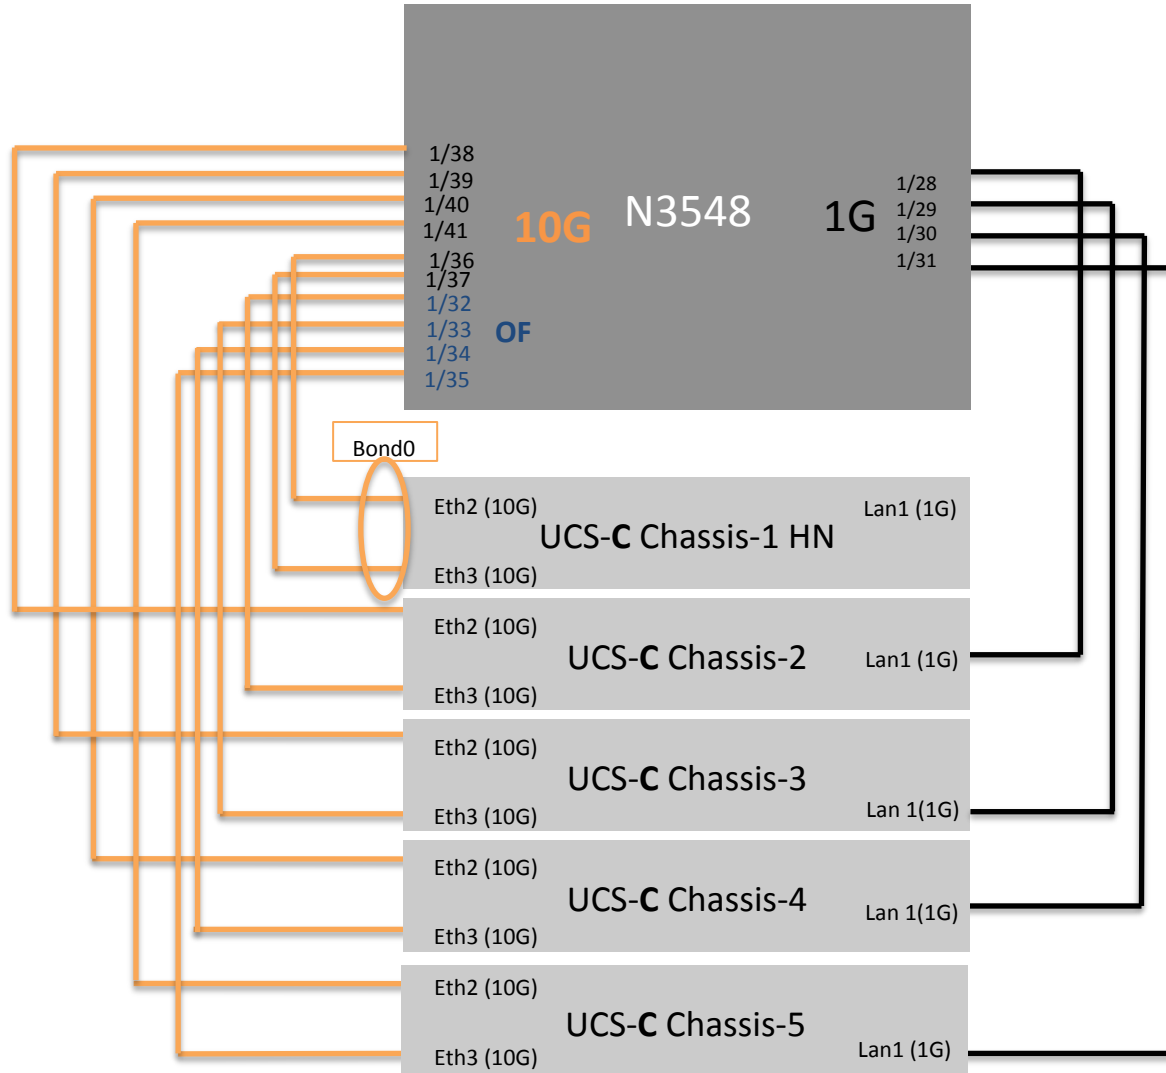 1/38
1/39
1/40
1/41
1/36
1/37
1/32
1/33
1/34
1/35
10G
OF
N3548
1G
1/28
1/29
1/30
1/31
Bond0
Eth2 (10G)
UCS-C Chassis-1 HN
Lan1 (1G)
Eth3 (10G)
Eth2 (10G)
UCS-C Chassis-2
Lan1 (1G)
Eth3 (10G)
Eth2 (10G)
UCS-C Chassis-3
Lan 1(1G)
Eth3 (10G)
Eth2 (10G)
UCS-C Chassis-4
Lan 1(1G)
Eth3 (10G)
Eth2 (10G)
UCS-C Chassis-5
Lan1 (1G)
Eth3 (10G)